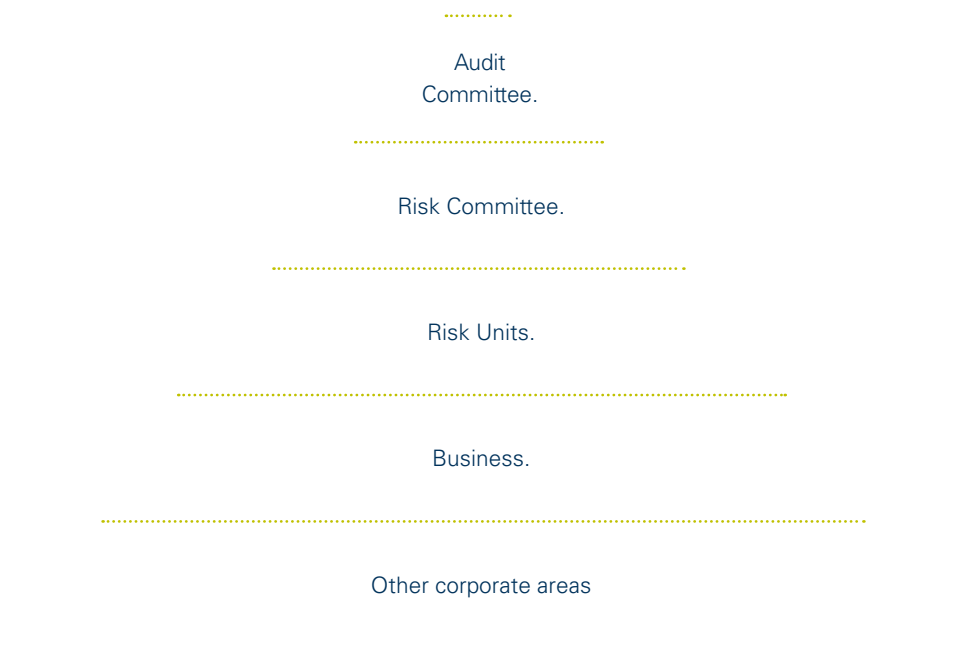 Audit
Committee.
Risk Committee.
Risk Units.
Business.
Other corporate areas